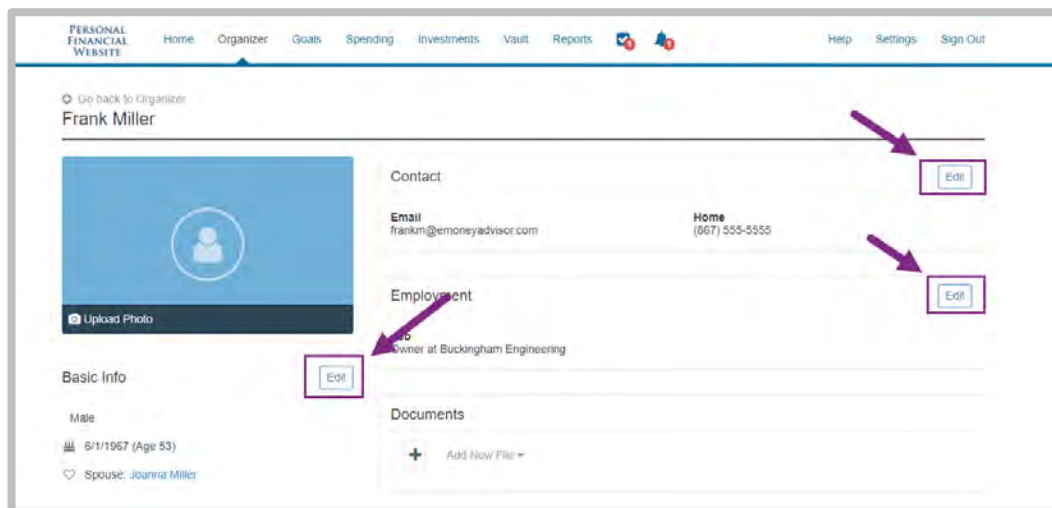 PERSONAL
FINANCIAL
WEBSITE
Home Organizer Goals Spending Investments Vault Reports 1 1 Help Settings Sign Out
Go back to Organizer
Frank Miller
Contact Edit
Email Home
frankm@emoneyadvisor.com (867) 555-5555
Employment Edit
Upload Photo
Owner at Buckingham Engineering
Basic Info Edit
Male
6/1/1967 (Age 53)
Spouse: Joanna Miller
Documents
Add New File